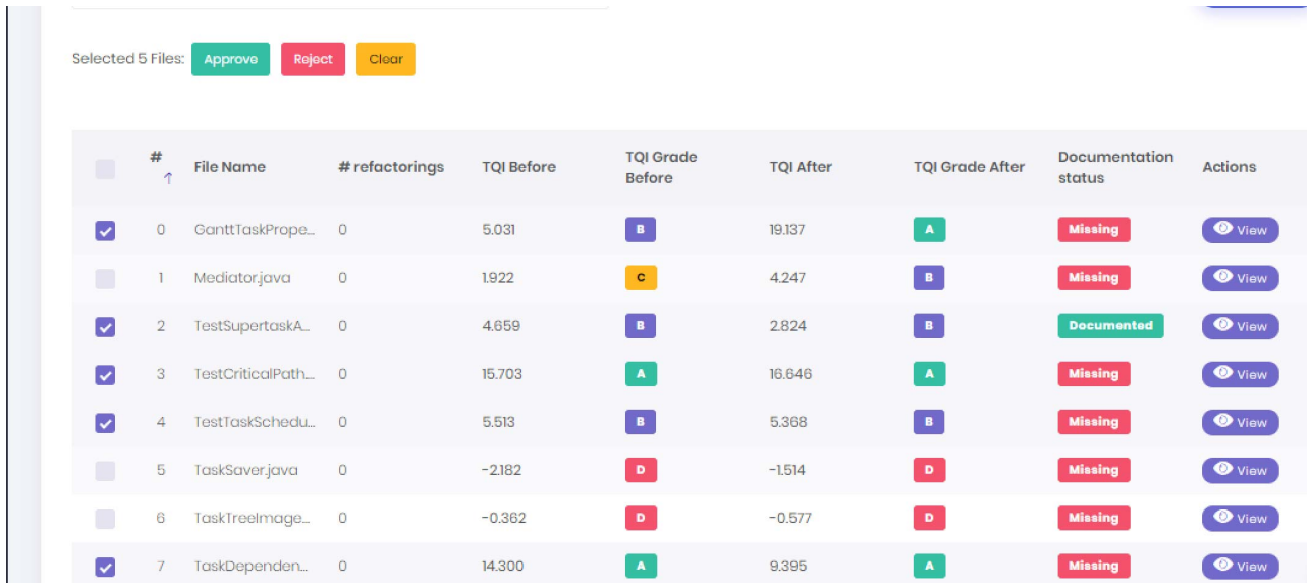 Selected 5 Files: Approve Reject Clear
# File Name # refactorings TQI Before TQI Grade Before TQI After TQI Grade After Documentation status Actions
0 GanttTaskPrope... 0 5.031 B 19.137 A Missing View
1 Mediator.java 0 1.922 C 4.247 B Missing View
2 TestSupertaskA... 0 4.659 B 2.824 B Documented View
3 TestCriticalPath.... 0 15.703 A 16.646 A Missing View
4 TestTaskSchedu... 0 5.513 B 5.368 B Missing View
5 TaskSaver.java 0 -2.182 D -1.514 D Missing View
6 TaskTreeImage... 0 -0.362 D -0.577 D Missing View
7 TaskDependen... 0 14.300 A 9.395 A Missing View